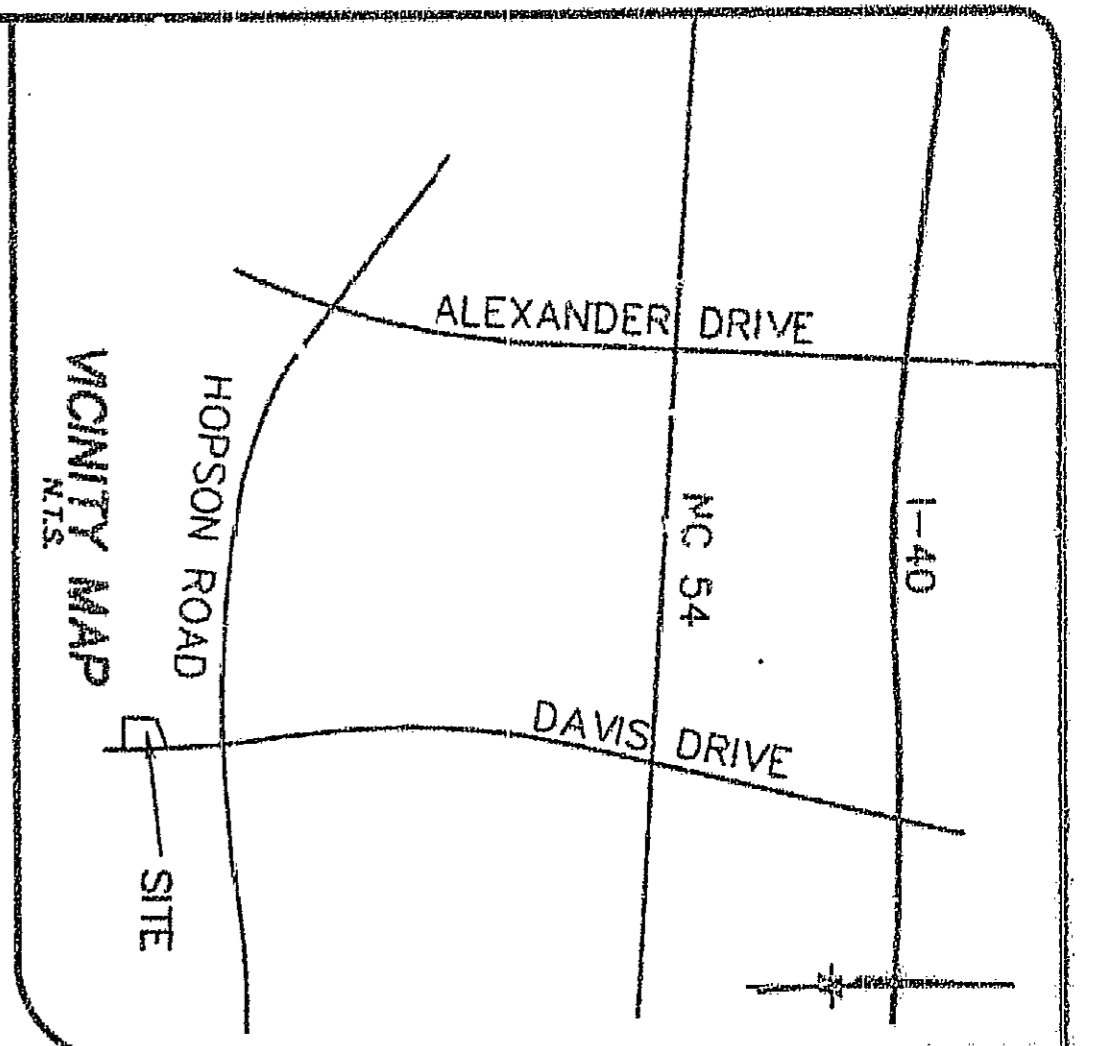 I-40
NC 54
ALEXANDER DRIVE
DAVIS DRIVE
HOPSON ROAD
SITE
VICINITY MAP
N.T.S.